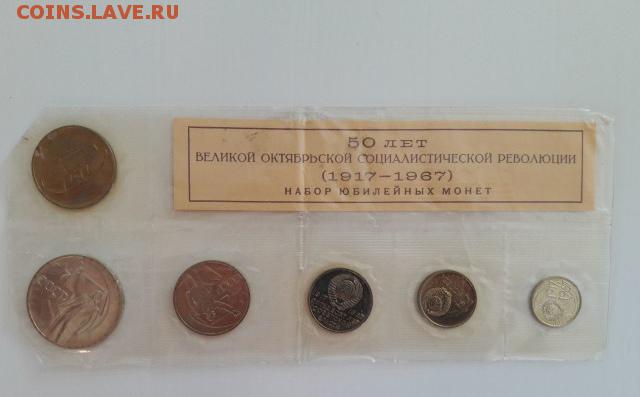 COINS.LAVE.RU
50 ЛЕТ
ВЕЛИКОЙ ОКТЯБРЬСКОЙ СОЦИАЛИСТИЧЕСКОЙ РЕВОЛЮЦИИ
(1917–1967)
НАБОР ЮБИЛЕЙНЫХ МОНЕТ